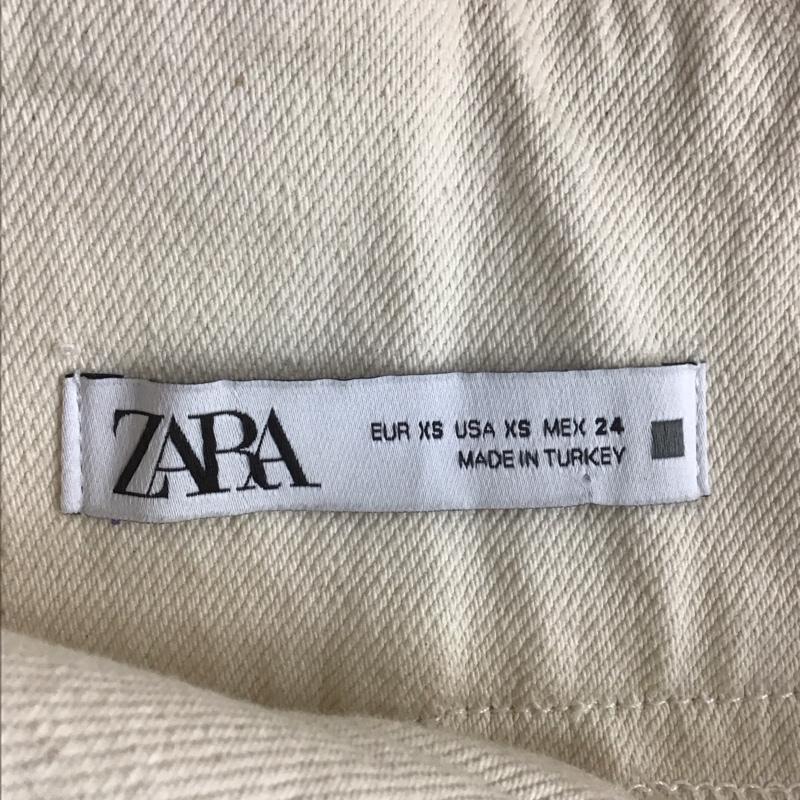 ZARA
EUR XS USA XS MEX 24
MADE IN TURKEY